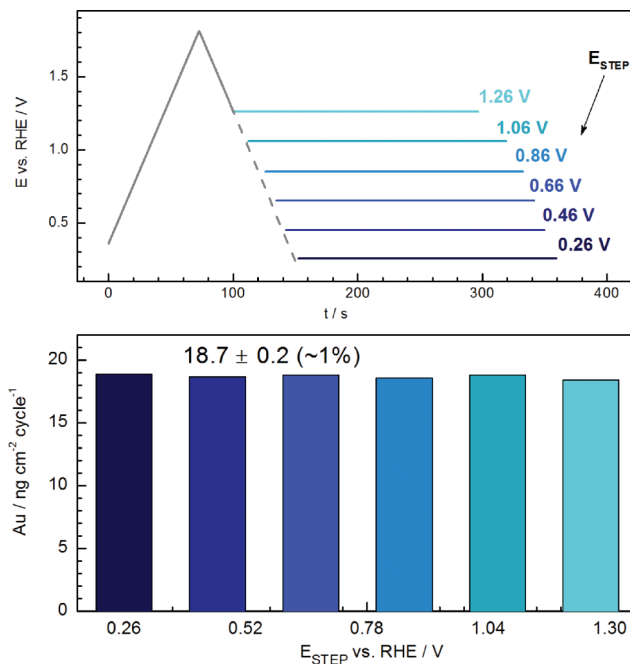 E vs. RHE / V
1.5
1.0
0.5
E_STEP
1.26 V
1.06 V
0.86 V
0.66 V
0.46 V
0.26 V
0 100 200 300 400
t / s
Au / ng cm⁻² cycle⁻¹
20
15
10
5
0
18.7 ± 0.2 (~1%)
0.26 0.52 0.78 1.04 1.30
E_STEP vs. RHE / V